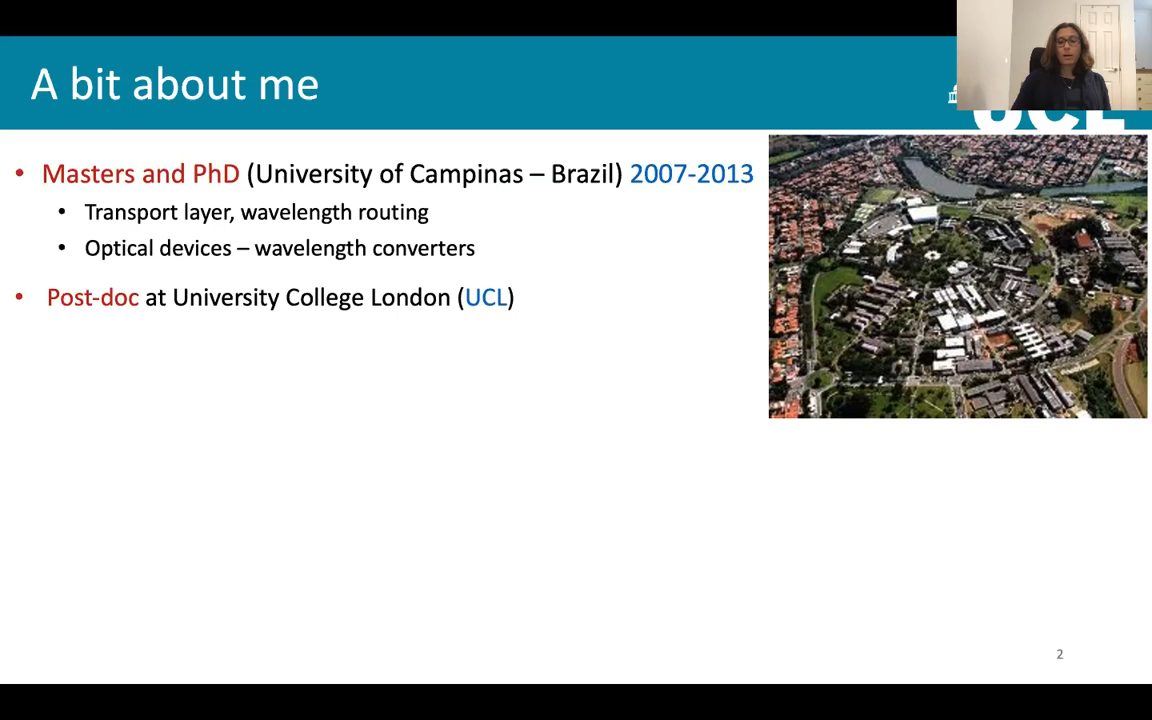 A bit about me
UCL
• Masters and PhD (University of Campinas – Brazil) 2007-2013
• Transport layer, wavelength routing
• Optical devices – wavelength converters
• Post-doc at University College London (UCL)
2